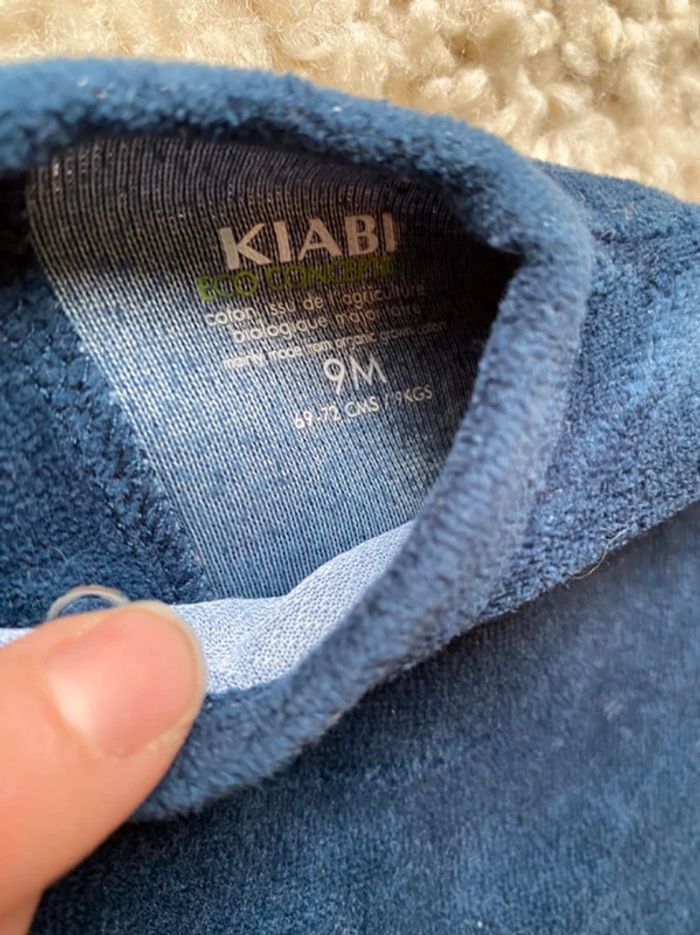 KIABI
ECO CONCEPTION
coton issu de l'agriculture
biologique majoritaire
mainly made from organic grown cotton
9M
69-72 CMS / 9KGS